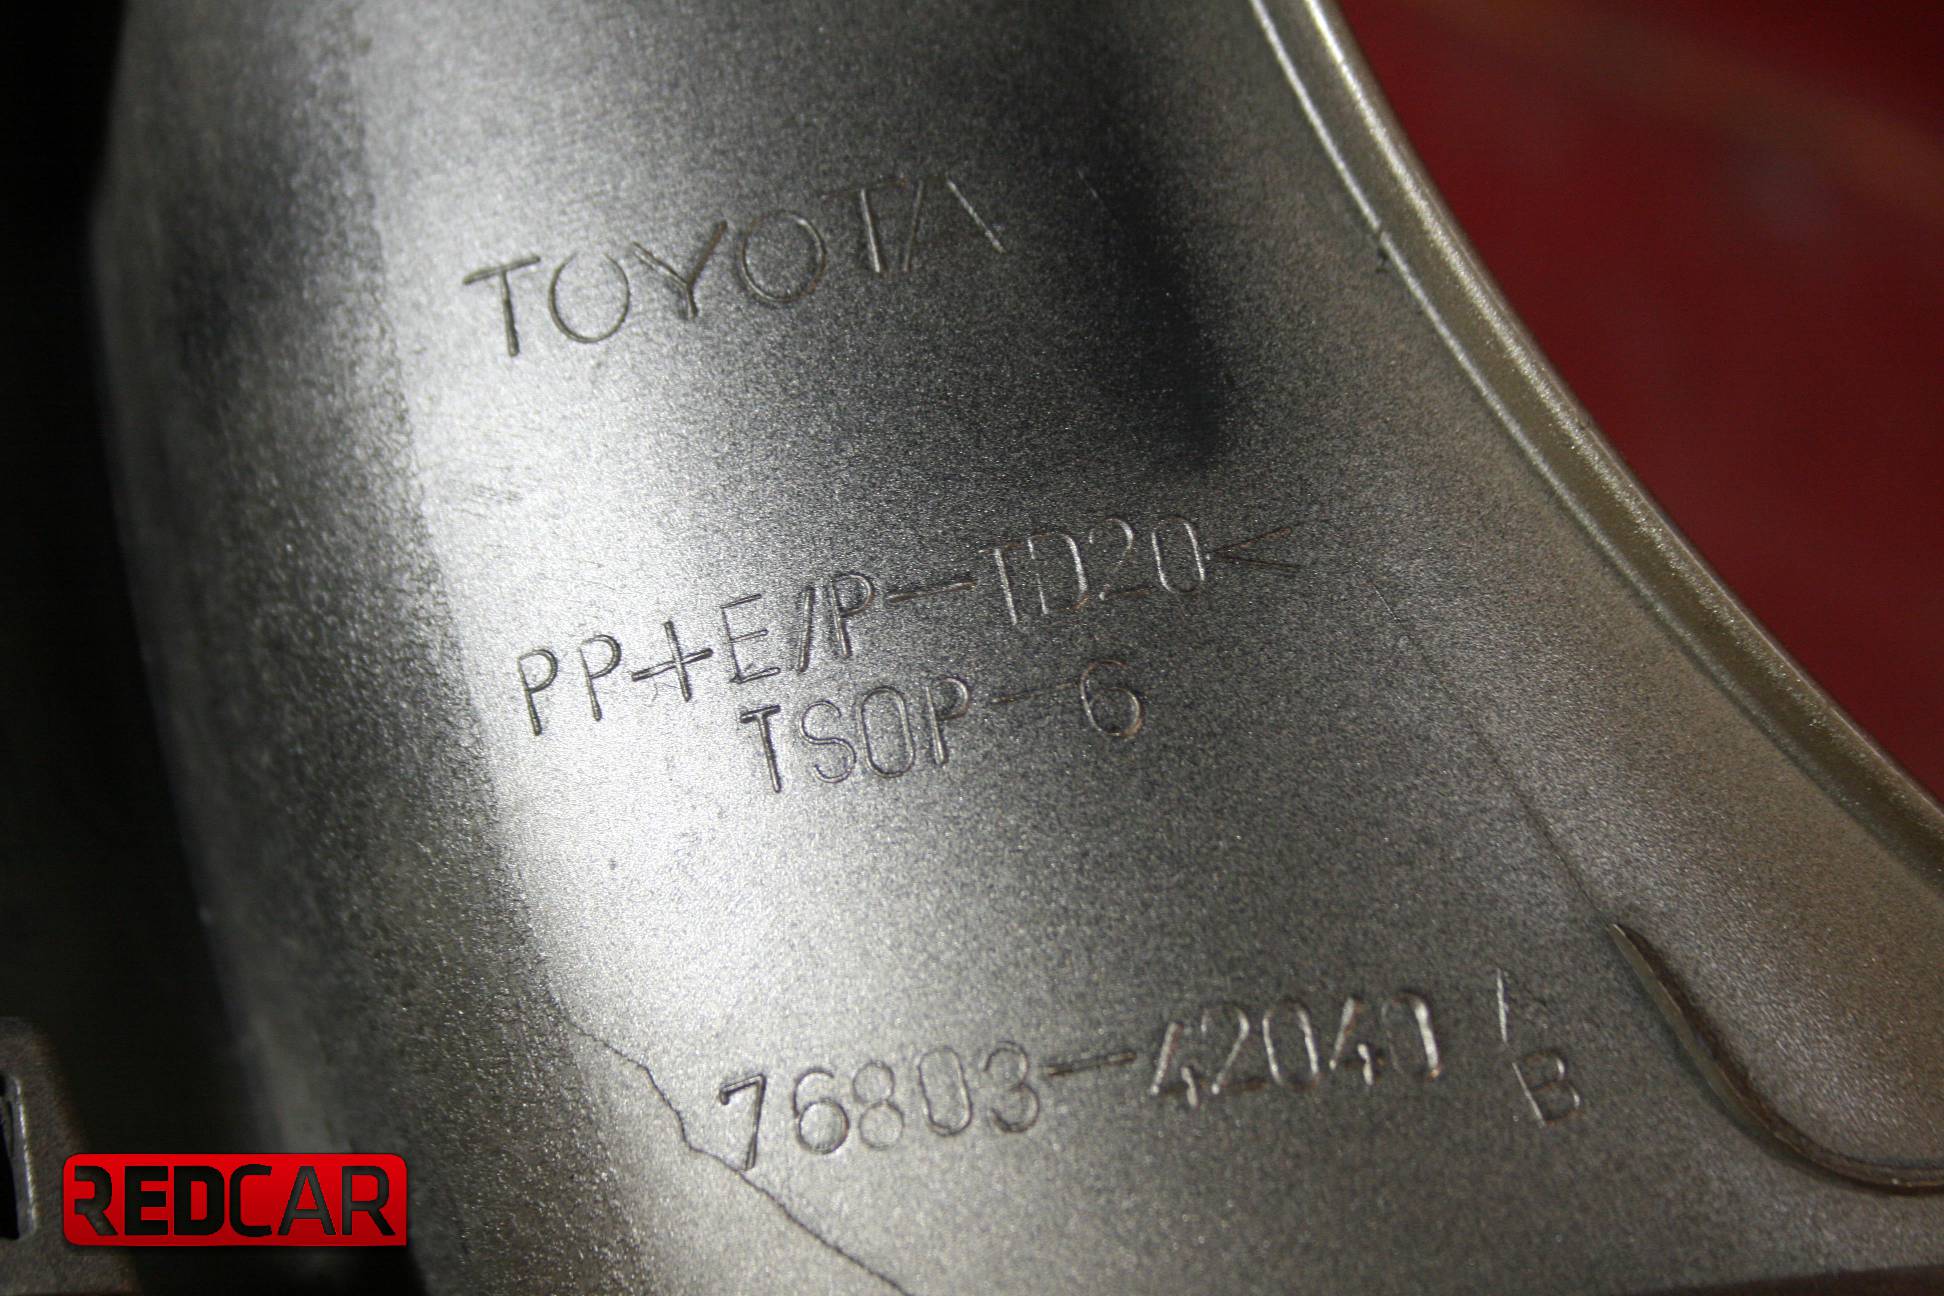 TOYOTA
PP+E/P-TD20<
TSOP-6
76803-42040
B
REDCAR